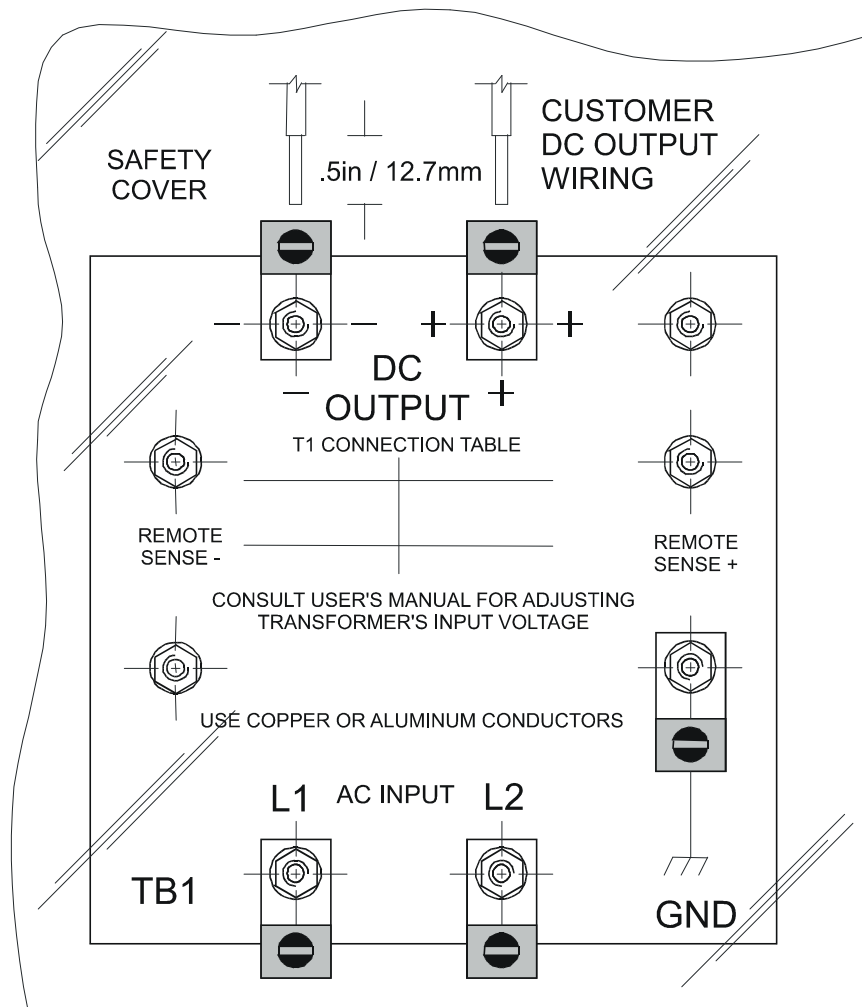 SAFETY
COVER
.5in / 12.7mm
CUSTOMER
DC OUTPUT
WIRING
− − + +
− +
DC
OUTPUT
T1 CONNECTION TABLE
REMOTE
SENSE -
REMOTE
SENSE +
CONSULT USER'S MANUAL FOR ADJUSTING
TRANSFORMER'S INPUT VOLTAGE
USE COPPER OR ALUMINUM CONDUCTORS
L1 AC INPUT L2
TB1
GND